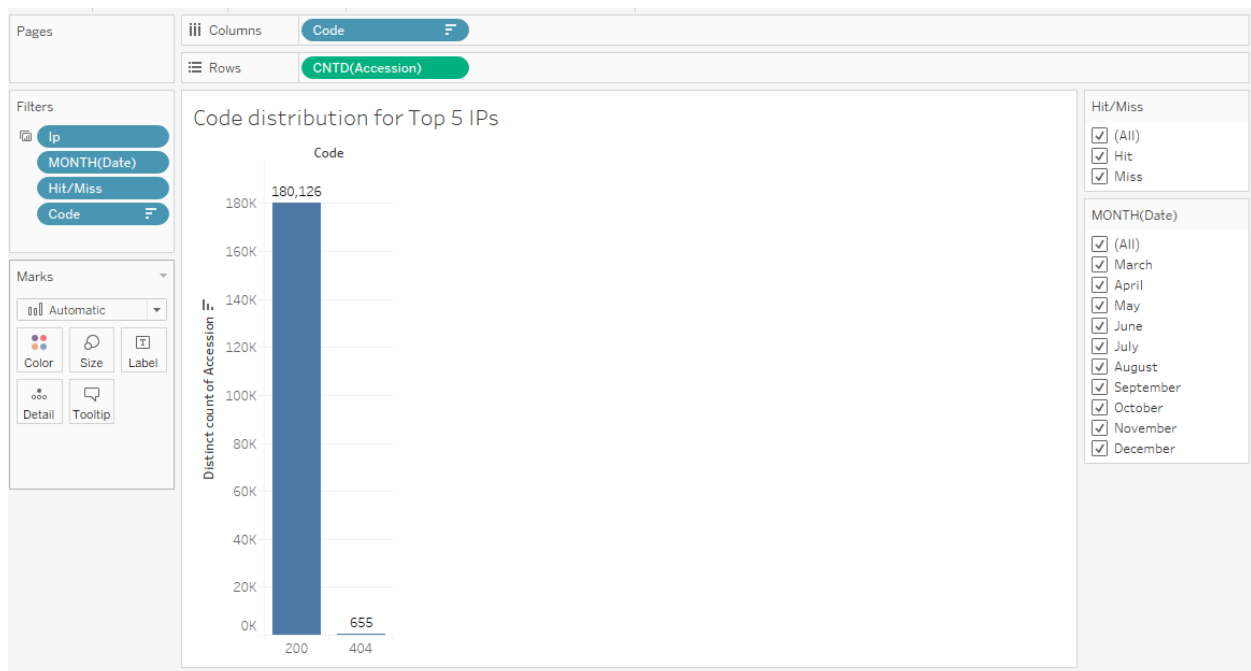 Pages
Columns
Code
Rows
CNTD(Accession)
Filters
Ip
MONTH(Date)
Hit/Miss
Code
Marks
Automatic
Color
Size
Label
Detail
Tooltip
Code distribution for Top 5 IPs
Code
Distinct count of Accession
180K
160K
140K
120K
100K
80K
60K
40K
20K
0K
180,126
655
200
404
Hit/Miss
(All)
Hit
Miss
MONTH(Date)
(All)
March
April
May
June
July
August
September
October
November
December